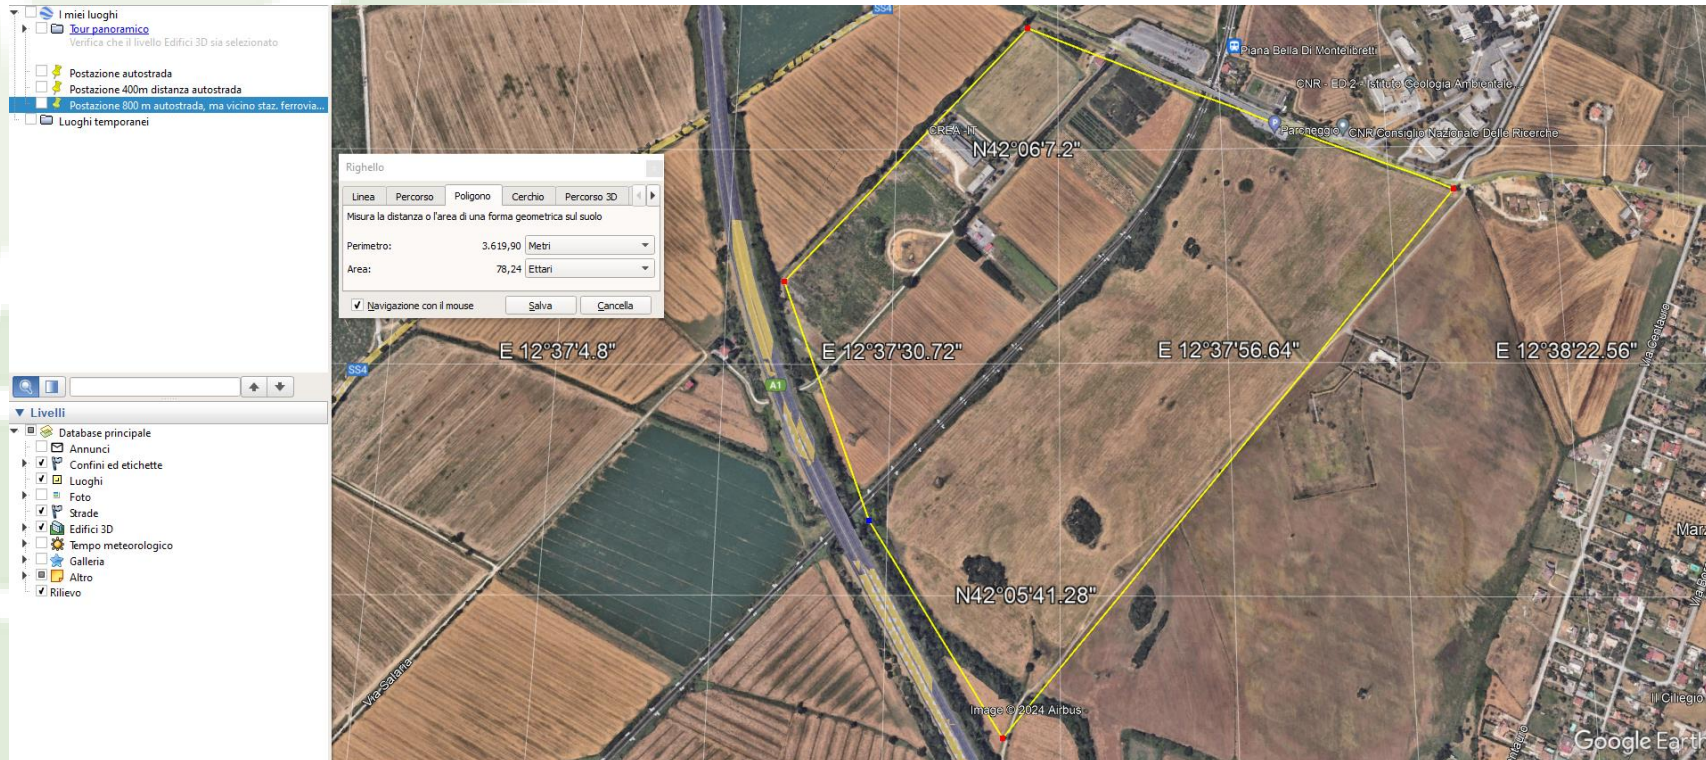 I miei luoghi
Tour panoramico
Verifica che il livello Edifici 3D sia selezionato
Postazione autostrada
Postazione 400m distanza autostrada
Postazione 800 m autostrada, ma vicino staz. ferrovia...
Luoghi temporanei
Righello
Linea Percorso Poligono Cerchio Percorso 3D
Misura la distanza o l'area di una forma geometrica sul suolo
Perimetro: 3.619,90 Metri
Area: 78,24 Ettari
Navigazione con il mouse Salva Cancella
Livelli
Database principale
Annunci
Confini ed etichette
Luoghi
Foto
Strade
Edifici 3D
Tempo meteorologico
Galleria
Altro
Rilievo
SS4
Piana Bella Di Montelibretti
CNR - ED 2 - Istituto Geologia Ambientale...
CREA-IT
Parcheggio
CNR Consiglio Nazionale Delle Ricerche
N42°06'7.2"
E 12°37'4.8"
E 12°37'30.72"
E 12°37'56.64"
E 12°38'22.56"
Via Centauro
SS4
A1
N42°05'41.28"
Via Salaria
Image © 2024 Airbus
Il Ciliegio
Google Earth